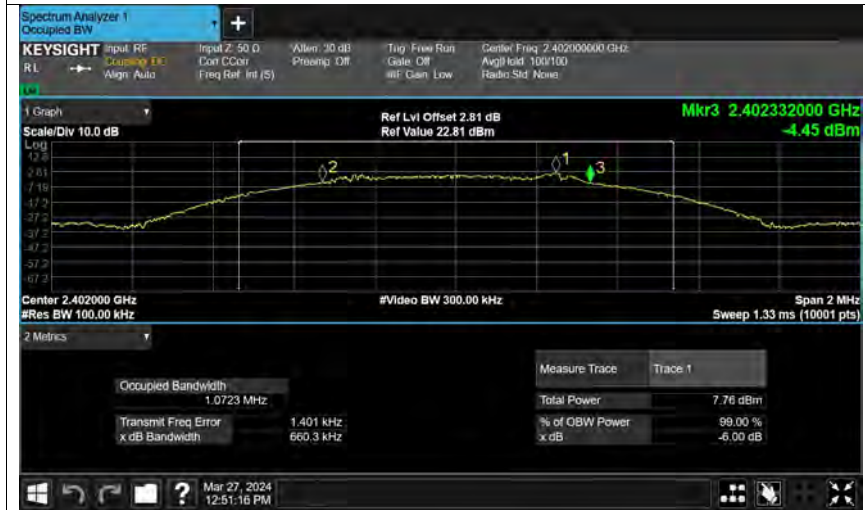 Spectrum Analyzer 1
Occupied BW
+
KEYSIGHT Input: RF Input Z: 50 Ω Atten: 30 dB Trig: Free Run Center Freq: 2.402000000 GHz
RL Coupling: DC Corr CCorr Preamp: Off Gate: Off Avg|Hold: 100/100
Align: Auto Freq Ref: Int (S) #IF Gain: Low Radio Std: None
1 Graph Ref Lvl Offset 2.81 dB Mkr3 2.402332000 GHz
Scale/Div 10.0 dB Ref Value 22.81 dBm -4.45 dBm
Log
12.8
2.81
-7.19
-17.2
-27.2
-37.2
-47.2
-57.2
-67.2
2
1
3
Center 2.402000 GHz #Video BW 300.00 kHz Span 2 MHz
#Res BW 100.00 kHz Sweep 1.33 ms (10001 pts)
2 Metrics
Measure Trace Trace 1
Occupied Bandwidth
1.0723 MHz
Total Power 7.76 dBm
Transmit Freq Error 1.401 kHz % of OBW Power 99.00 %
x dB Bandwidth 660.3 kHz x dB -6.00 dB
? Mar 27, 2024
12:51:16 PM